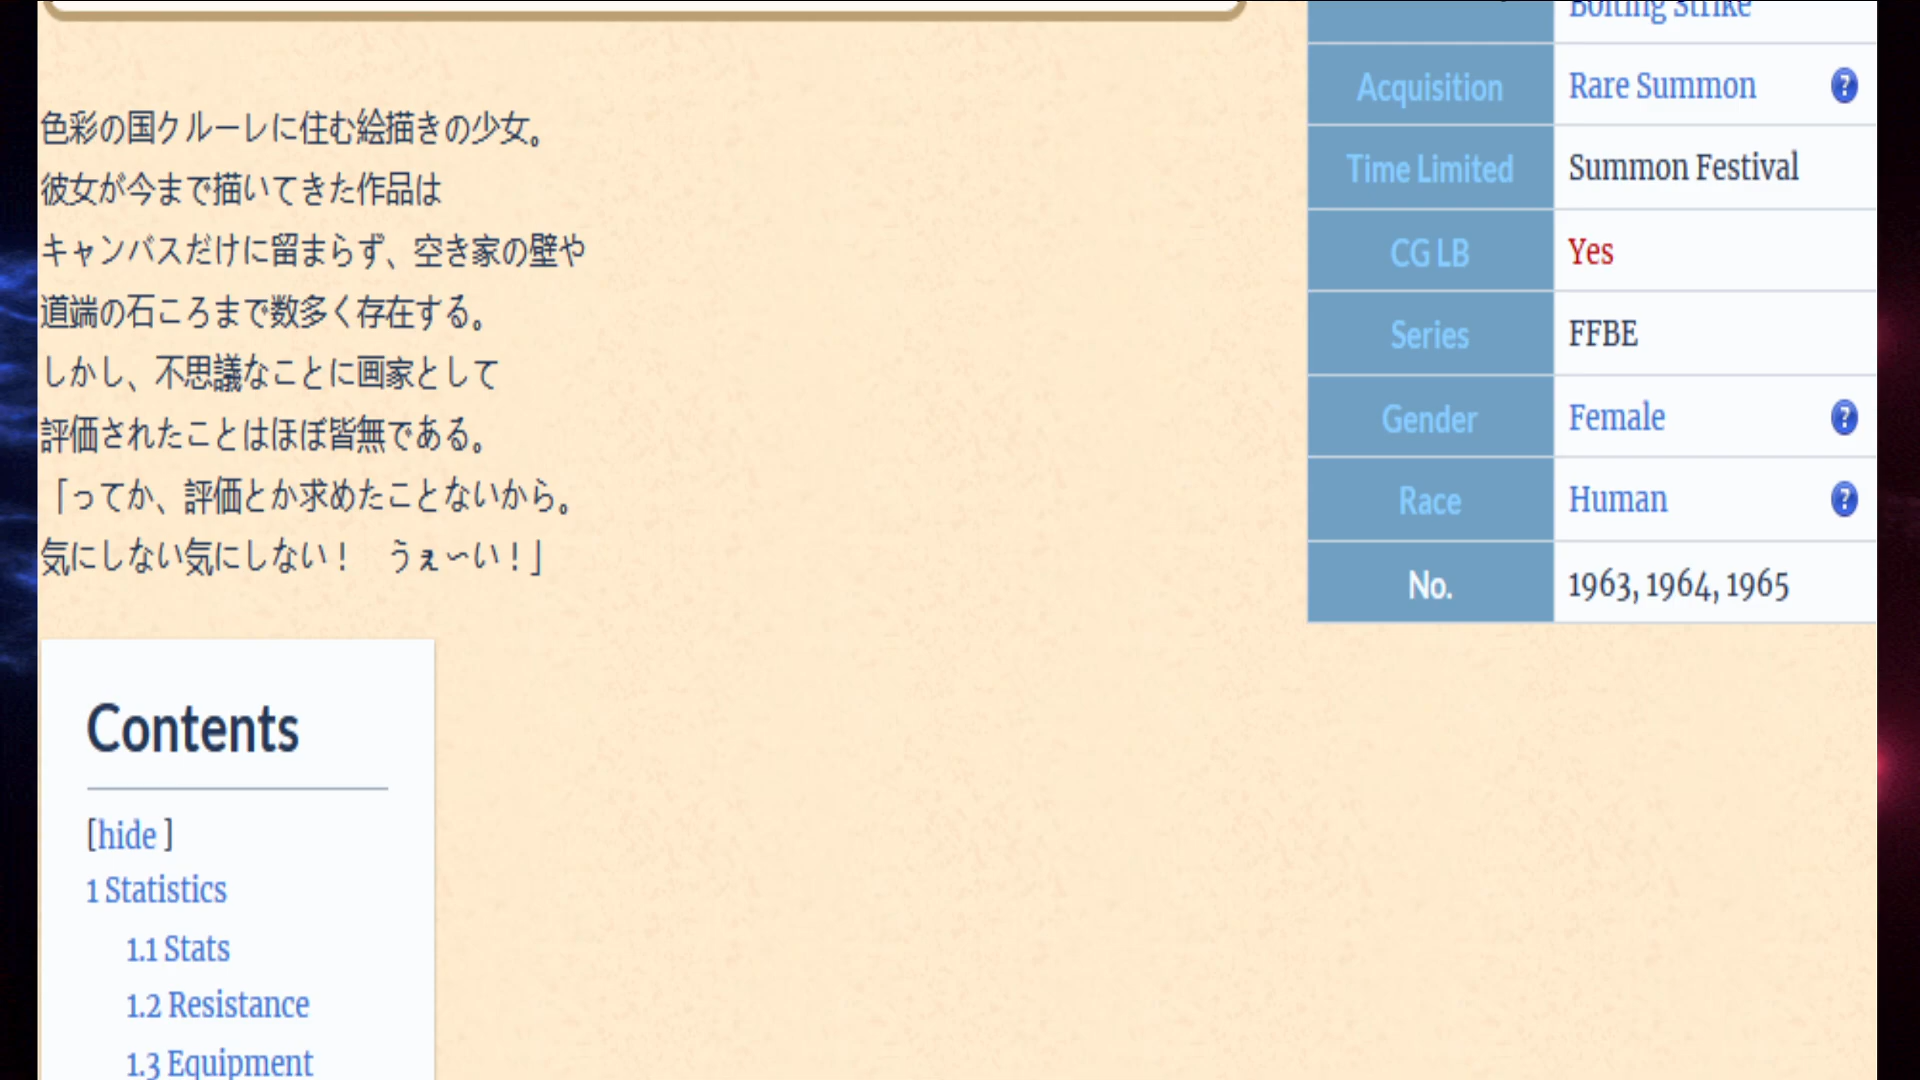 色彩の国クルーレに住む絵描きの少女。
彼女が今まで描いてきた作品は
キャンバスだけに留まらず、空き家の壁や
道端の石ころまで数多く存在する。
しかし、不思議なことに画家として
評価されたことはほぼ皆無である。
「ってか、評価とか求めたことないから。
気にしない気にしない！　うぇ〜い！」
Bolting Strike
Acquisition Rare Summon ?
Time Limited Summon Festival
CG LB Yes
Series FFBE
Gender Female ?
Race Human ?
No. 1963, 1964, 1965
Contents
[hide ]
1 Statistics
1.1 Stats
1.2 Resistance
1.3 Equipment